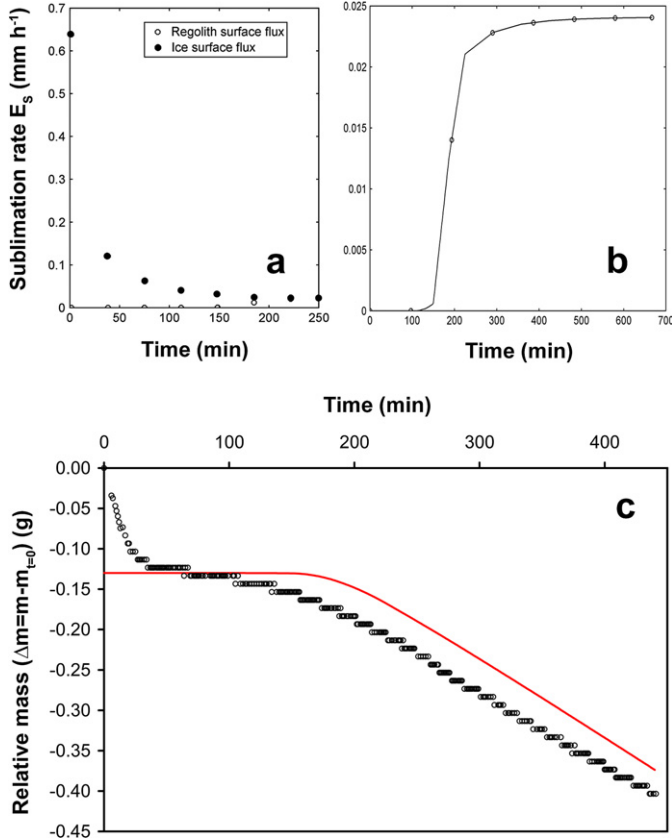 Sublimation rate E_S (mm h⁻¹)
0.7
0.6
0.5
0.4
0.3
0.2
0.1
0
○ Regolith surface flux
● Ice surface flux
a
0 50 100 150 200 250
Time (min)
0.025
0.02
0.015
0.01
0.005
0
b
0 100 200 300 400 500 600 700
Time (min)
Time (min)
0 100 200 300 400
Relative mass (Δm=m-m_{t=0}) (g)
0.00
-0.05
-0.10
-0.15
-0.20
-0.25
-0.30
-0.35
-0.40
-0.45
c